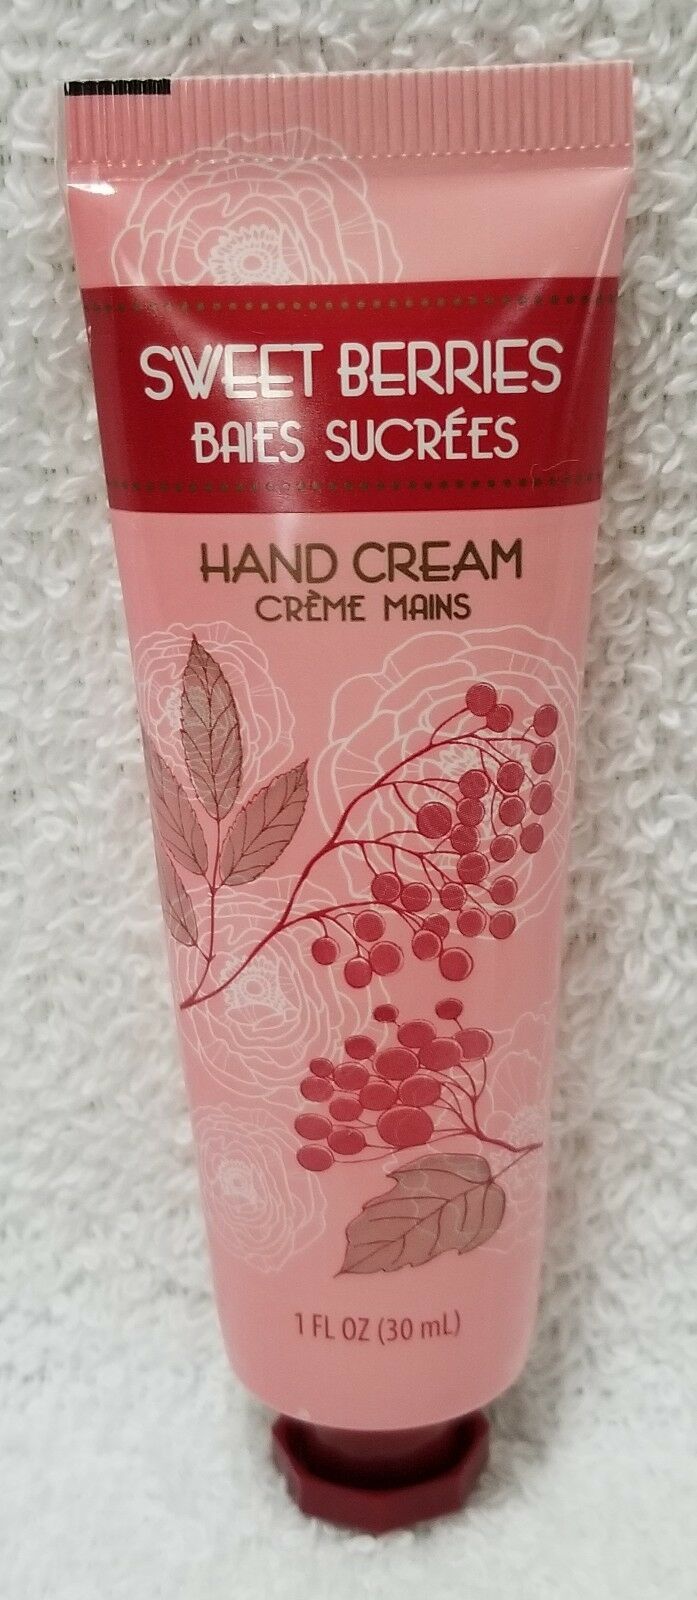 SWEET BERRIES
BAIES SUCRÉES
HAND CREAM
CRÈME MAINS
1 FL OZ (30 mL)